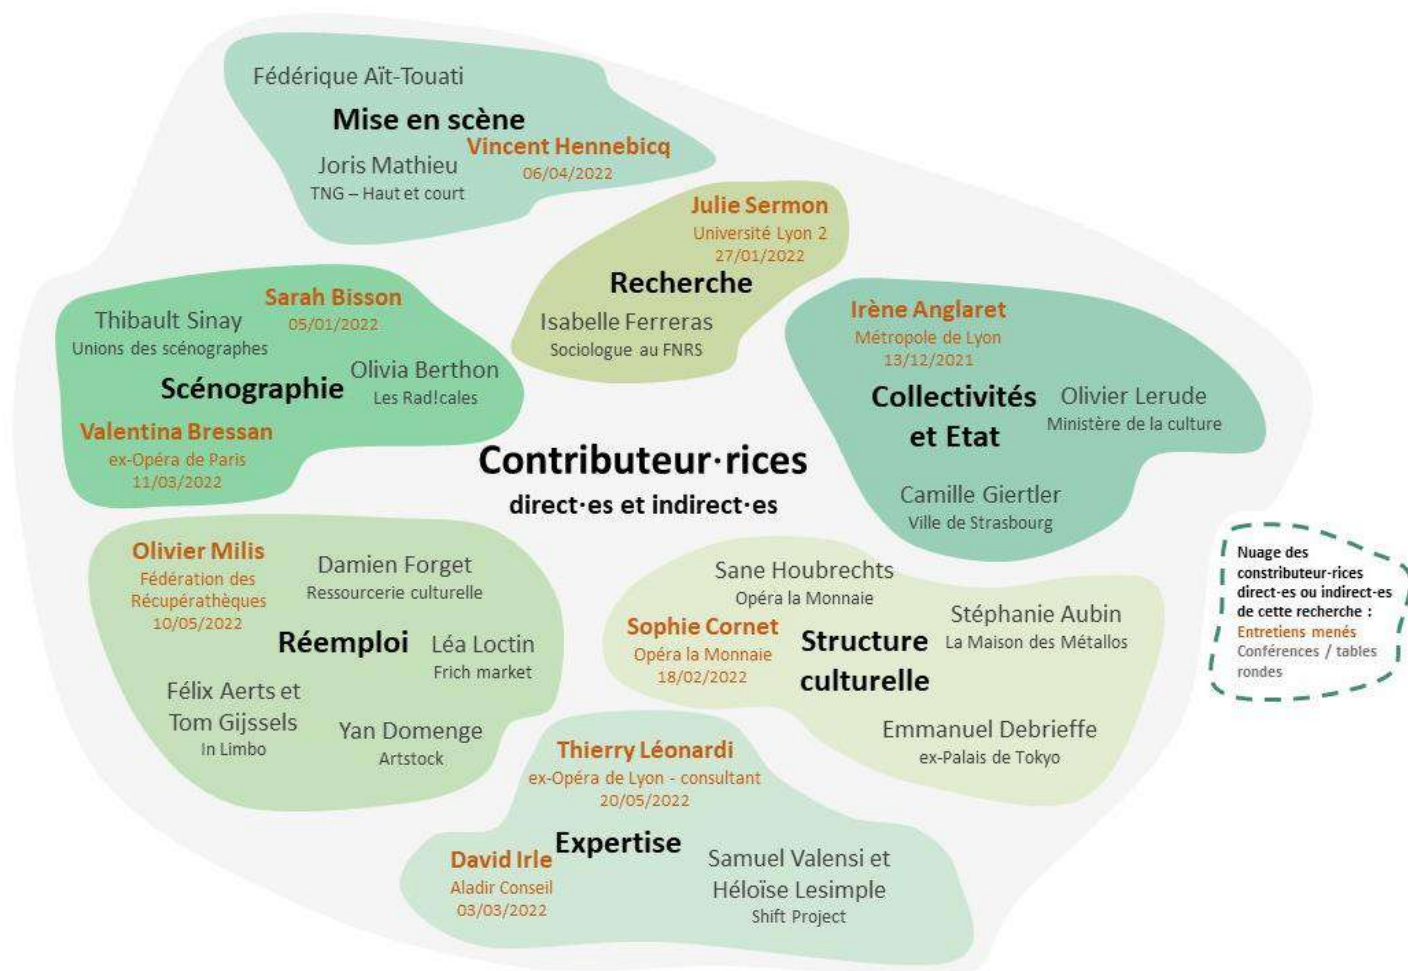 Fédérique Aït-Touati
Mise en scène
Vincent Hennebicq
06/04/2022
Joris Mathieu
TNG – Haut et court
Julie Sermon
Université Lyon 2
27/01/2022
Recherche
Isabelle Ferreras
Sociologue au FNRS
Sarah Bisson
05/01/2022
Thibault Sinay
Unions des scénographes
Olivia Berthon
Les Rad!cales
Scénographie
Valentina Bressan
ex-Opéra de Paris
11/03/2022
Irène Anglaret
Métropole de Lyon
13/12/2021
Collectivités
et Etat
Olivier Lerude
Ministère de la culture
Camille Giertler
Ville de Strasbourg
Contributeur·rices
direct·es et indirect·es
Olivier Milis
Fédération des
Récupérathèques
10/05/2022
Damien Forget
Ressourcerie culturelle
Réemploi
Léa Loctin
Frich market
Félix Aerts et
Tom Gijssels
In Limbo
Yan Domenge
Artstock
Sane Houbrechts
Opéra la Monnaie
Sophie Cornet
Opéra la Monnaie
18/02/2022
Structure
culturelle
Stéphanie Aubin
La Maison des Métallos
Emmanuel Debrieffe
ex-Palais de Tokyo
Thierry Léonardi
ex-Opéra de Lyon - consultant
20/05/2022
Expertise
David Irle
Aladir Conseil
03/03/2022
Samuel Valensi et
Héloïse Lesimple
Shift Project
Nuage des
constributeur-rices
direct-es ou indirect-es
de cette recherche :
Entretiens menés
Conférences / tables
rondes